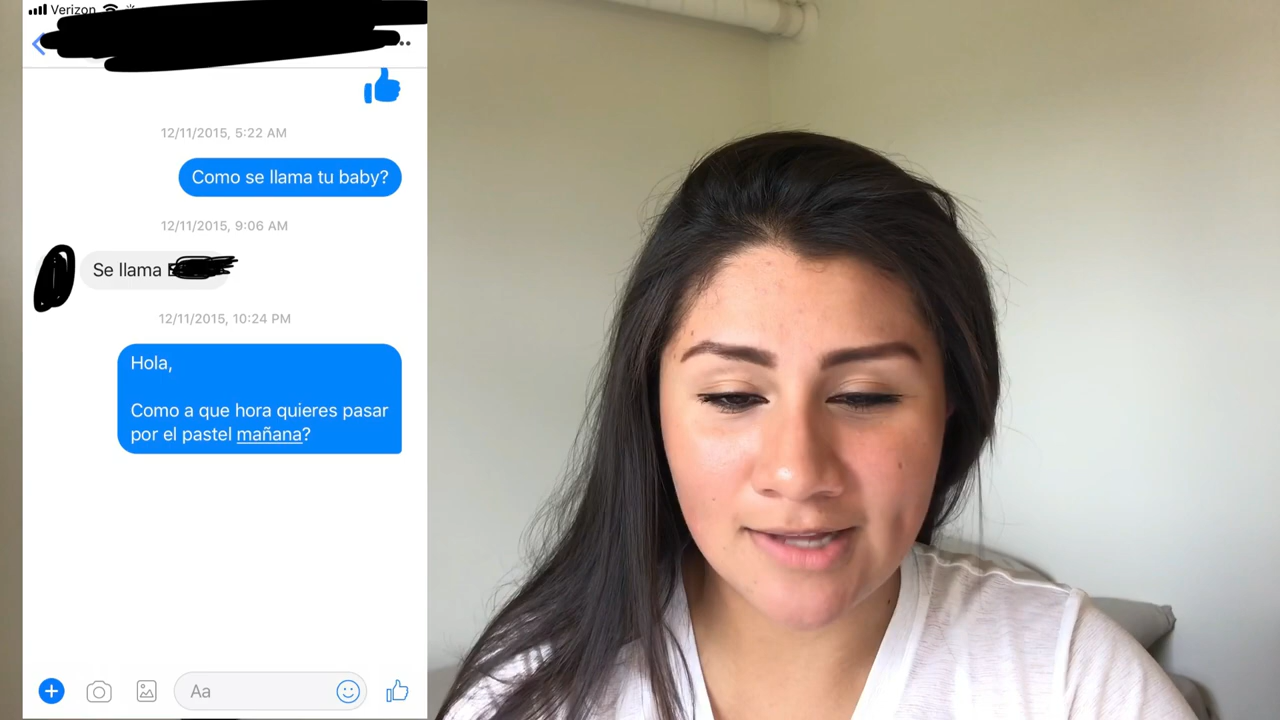 Verizon
12/11/2015, 5:22 AM
Como se llama tu baby?
12/11/2015, 9:06 AM
Se llama
12/11/2015, 10:24 PM
Hola,
Como a que hora quieres pasar
por el pastel mañana?
Aa